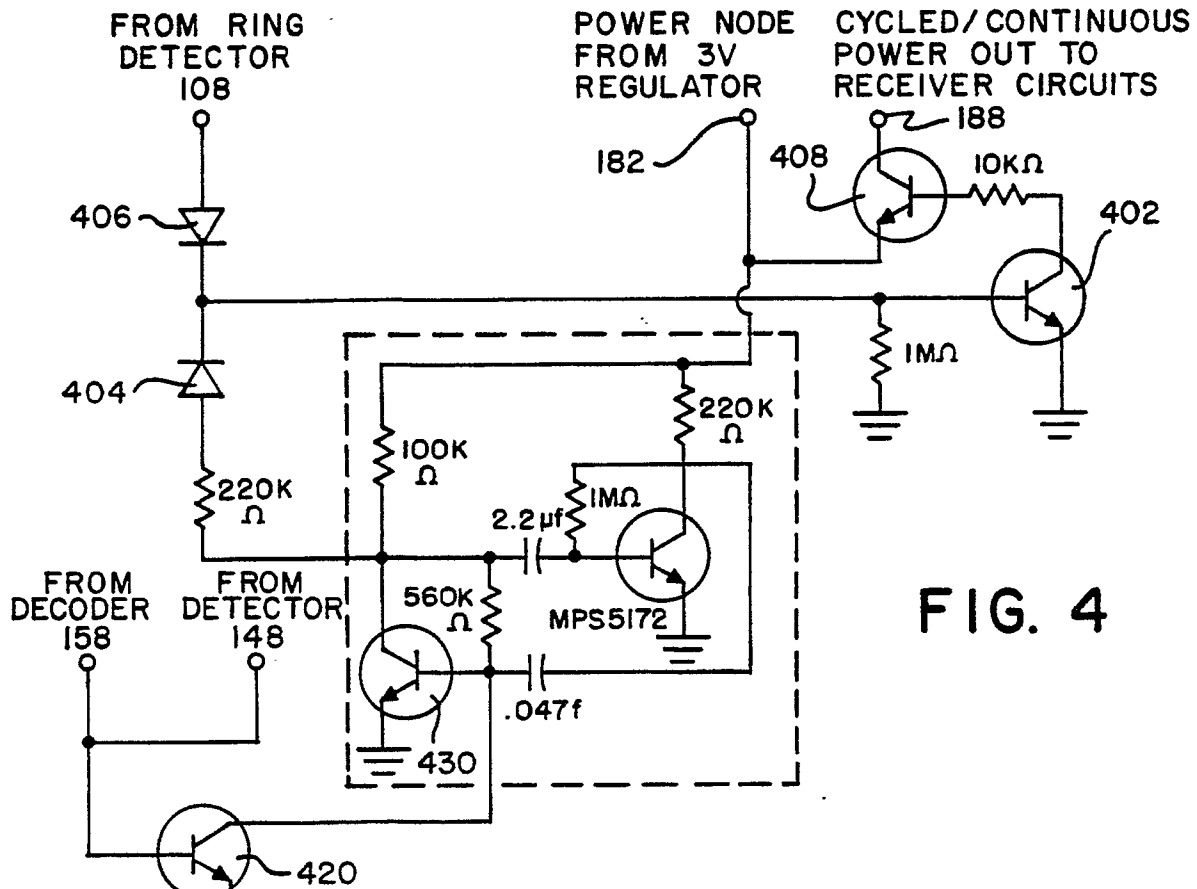 FROM RING
DETECTOR
108
POWER NODE
FROM 3V
REGULATOR
CYCLED/CONTINUOUS
POWER OUT TO
RECEIVER CIRCUITS
188
182
408
10KΩ
402
406
404
1MΩ
220K
Ω
100K
Ω
220K
Ω
1MΩ
2.2µf
560K
Ω
MPS5172
.047f
430
FROM
DECODER
158
FROM
DETECTOR
148
420
FIG. 4